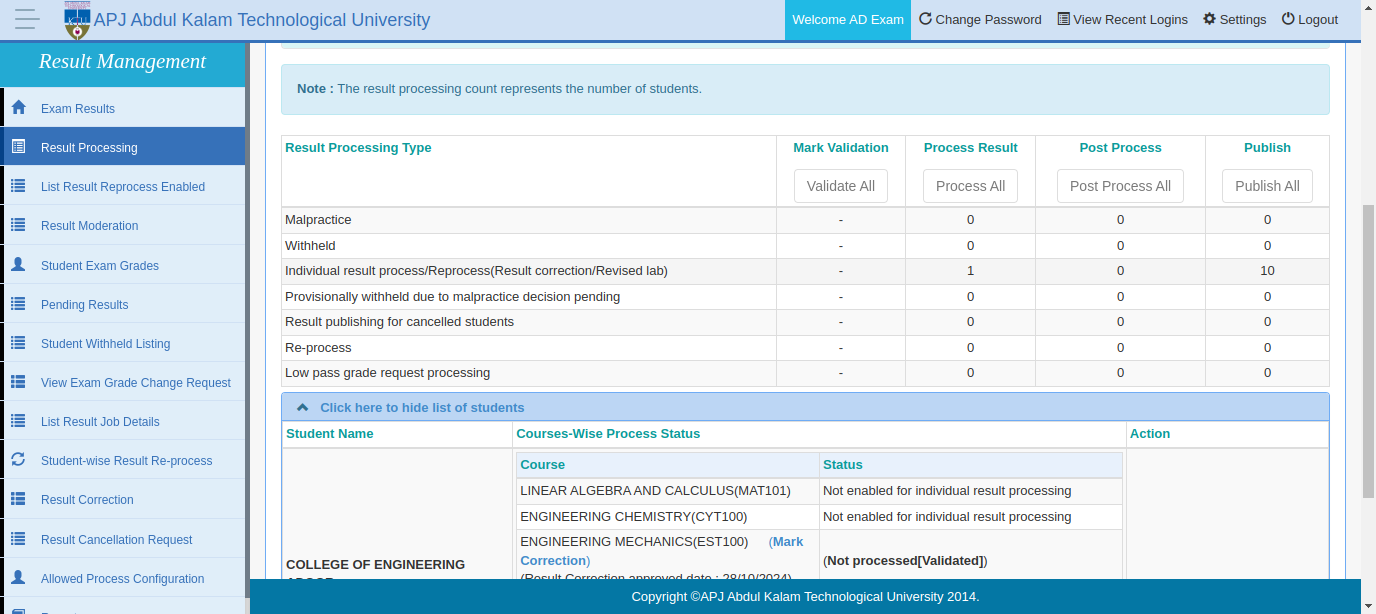 APJ Abdul Kalam Technological University
Welcome AD Exam Change Password View Recent Logins Settings Logout
Result Management
Exam Results
Result Processing
List Result Reprocess Enabled
Result Moderation
Student Exam Grades
Pending Results
Student Withheld Listing
View Exam Grade Change Request
List Result Job Details
Student-wise Result Re-process
Result Correction
Result Cancellation Request
Allowed Process Configuration
Note : The result processing count represents the number of students.
Result Processing Type Mark Validation Process Result Post Process Publish
Validate All Process All Post Process All Publish All
Malpractice - 0 0 0
Withheld - 0 0 0
Individual result process/Reprocess(Result correction/Revised lab) - 1 0 10
Provisionally withheld due to malpractice decision pending - 0 0 0
Result publishing for cancelled students - 0 0 0
Re-process - 0 0 0
Low pass grade request processing - 0 0 0
Click here to hide list of students
Student Name Courses-Wise Process Status Action
Course Status
LINEAR ALGEBRA AND CALCULUS(MAT101) Not enabled for individual result processing
ENGINEERING CHEMISTRY(CYT100) Not enabled for individual result processing
ENGINEERING MECHANICS(EST100) (Mark
Correction) (Not processed[Validated])
(Result Correction approved date : 28/10/2024)
COLLEGE OF ENGINEERING
Copyright ©APJ Abdul Kalam Technological University 2014.